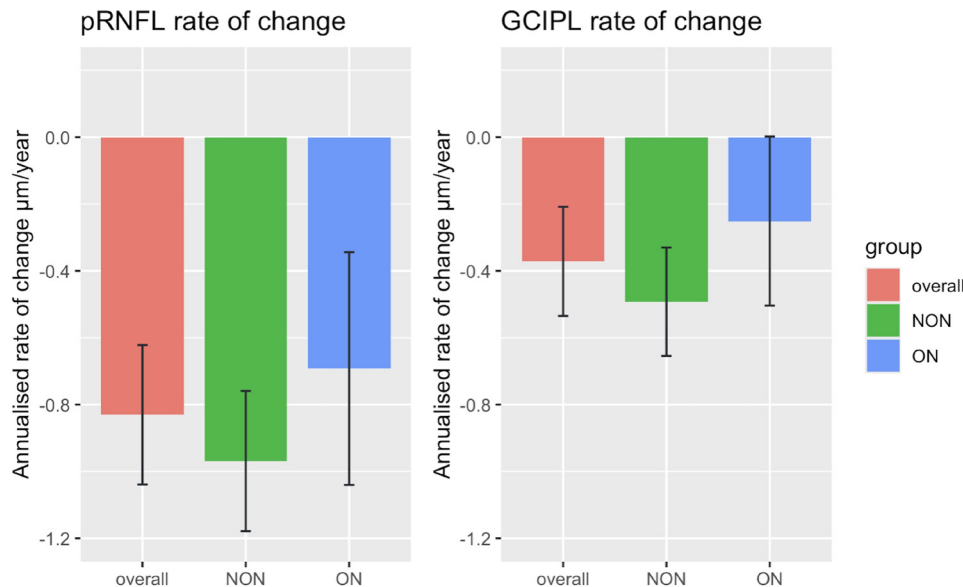 pRNFL rate of change
Annualised rate of change µm/year
0.0
-0.4
-0.8
-1.2
overall NON ON
GCIPL rate of change
Annualised rate of change µm/year
0.0
-0.4
-0.8
-1.2
overall NON ON
group
overall
NON
ON